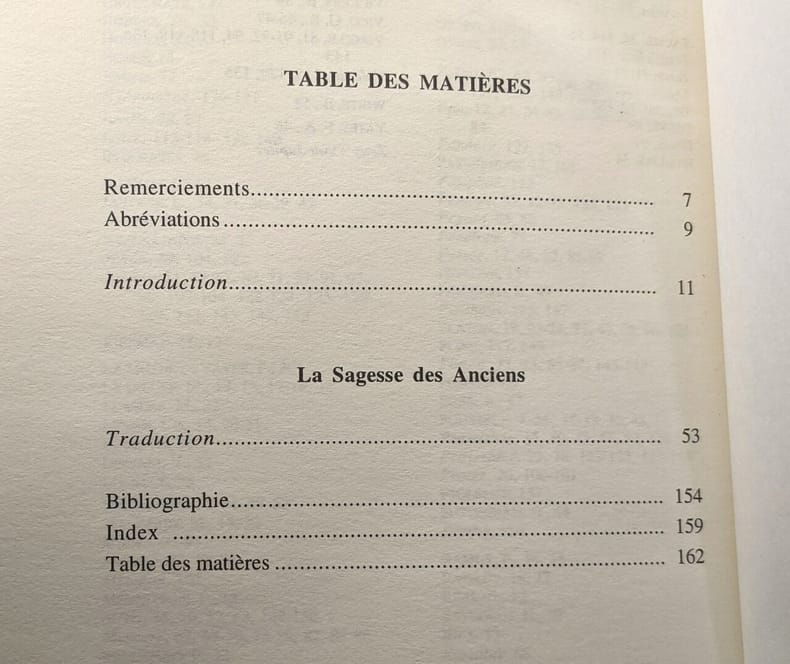 TABLE DES MATIÈRES
Remerciements........................................................................ 7
Abréviations........................................................................ 9
Introduction........................................................................ 11
La Sagesse des Anciens
Traduction........................................................................ 53
Bibliographie........................................................................ 154
Index ........................................................................ 159
Table des matières ................................................................ 162